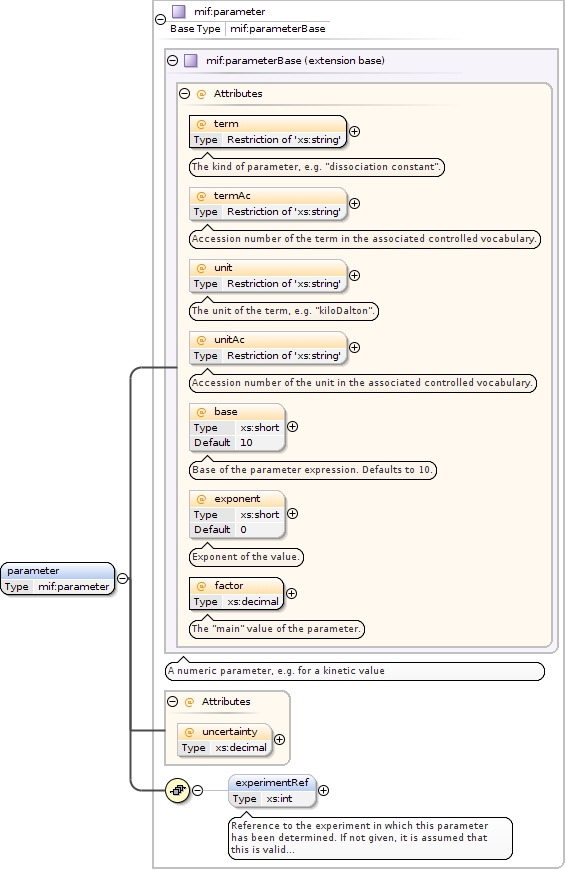 mif:parameter
Base Type mif:parameterBase
mif:parameterBase (extension base)
@ Attributes
@ term
Type Restriction of 'xs:string'
The kind of parameter, e.g. "dissociation constant".
@ termAc
Type Restriction of 'xs:string'
Accession number of the term in the associated controlled vocabulary.
@ unit
Type Restriction of 'xs:string'
The unit of the term, e.g. "kiloDalton".
@ unitAc
Type Restriction of 'xs:string'
Accession number of the unit in the associated controlled vocabulary.
@ base
Type xs:short
Default 10
Base of the parameter expression. Defaults to 10.
@ exponent
Type xs:short
Default 0
Exponent of the value.
parameter
Type mif:parameter
@ factor
Type xs:decimal
The "main" value of the parameter.
A numeric parameter, e.g. for a kinetic value
@ Attributes
@ uncertainty
Type xs:decimal
experimentRef
Type xs:int
Reference to the experiment in which this parameter
has been determined. If not given, it is assumed that
this is valid...